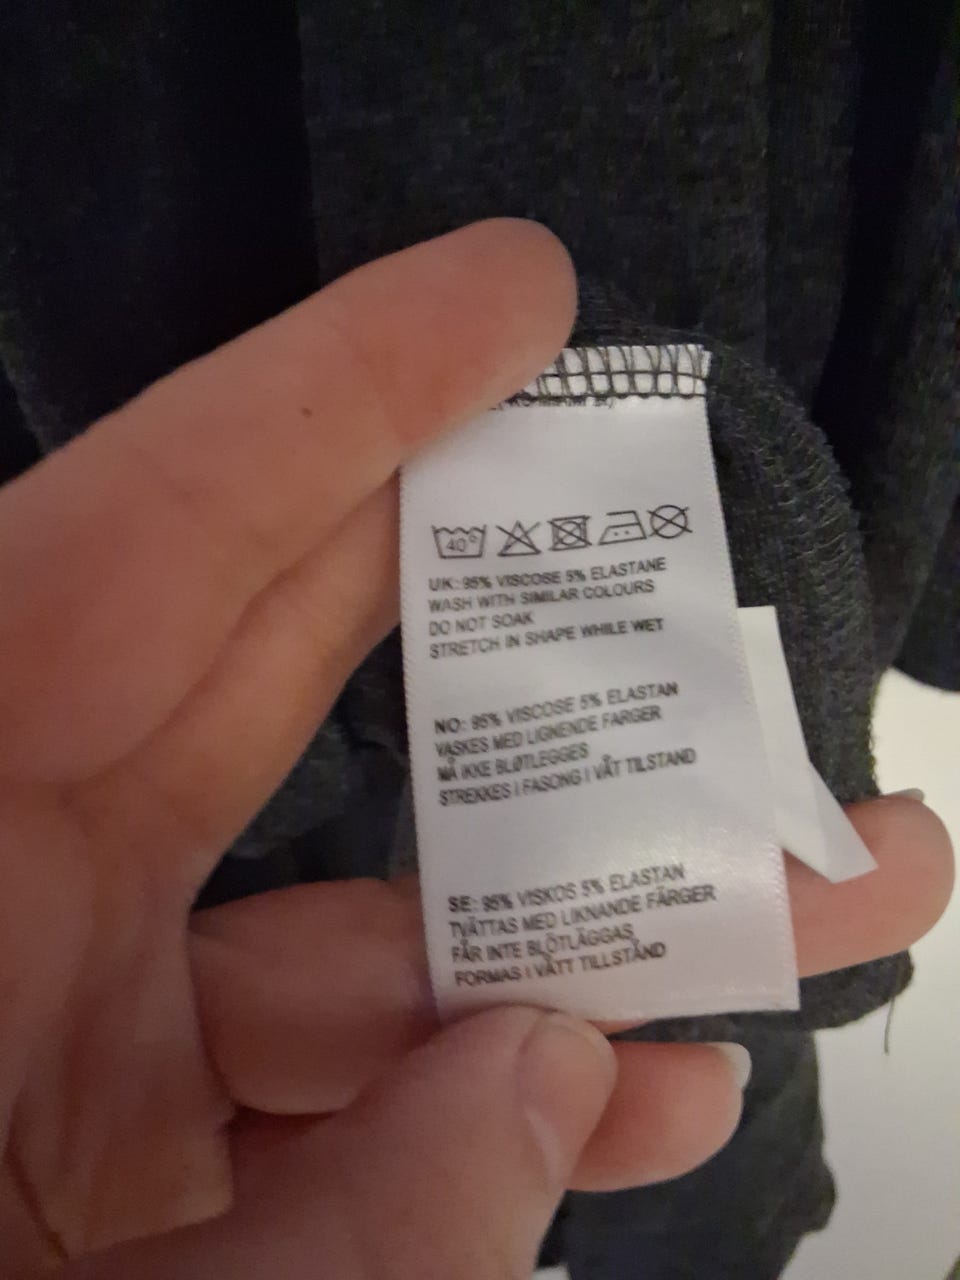 40°
UK: 95% VISCOSE 5% ELASTANE
WASH WITH SIMILAR COLOURS
DO NOT SOAK
STRETCH IN SHAPE WHILE WET
NO: 95% VISCOSE 5% ELASTAN
VASKES MED LIGNENDE FARGER
MÅ IKKE BLØTLEGGES
STREKKES I FASONG I VÅT TILSTAND
SE: 95% VISKOS 5% ELASTAN
TVÄTTAS MED LIKNANDE FÄRGER
FÅR INTE BLÖTLÄGGAS
FORMAS I VÅTT TILLSTÅND